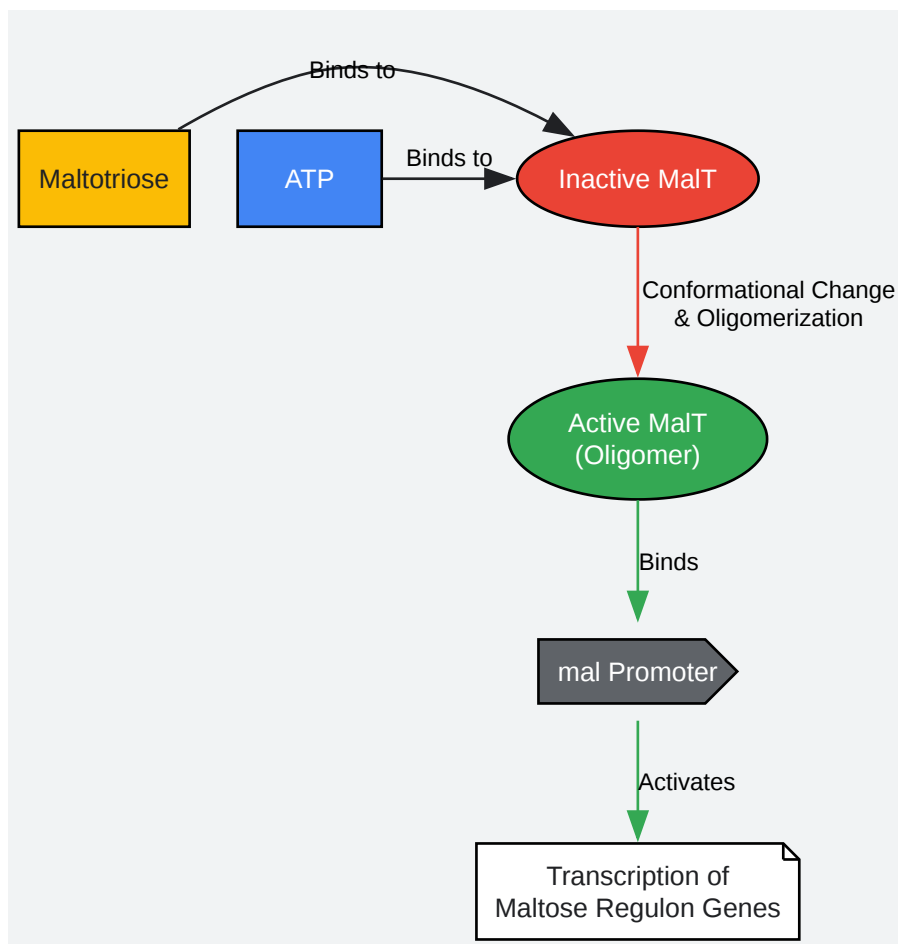 Binds to
Maltotriose
ATP
Binds to
Inactive MalT
Conformational Change
& Oligomerization
Active MalT
(Oligomer)
Binds
mal Promoter
Activates
Transcription of
Maltose Regulon Genes